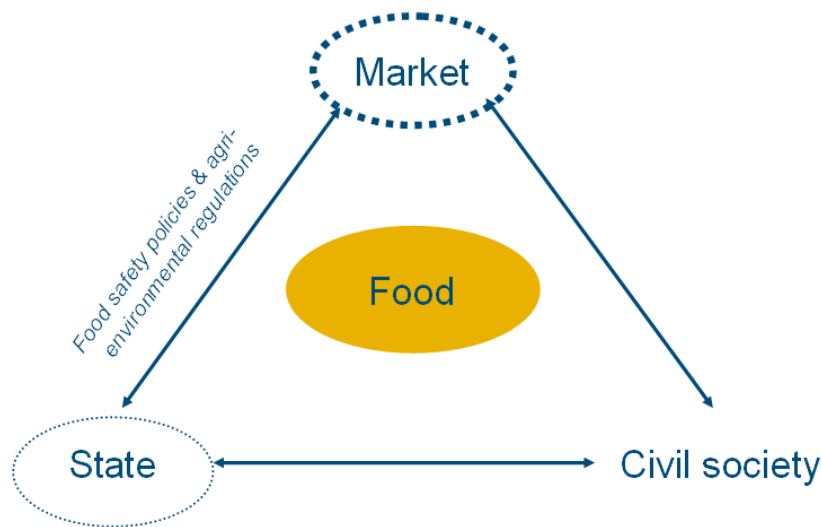 Market
Food safety policies & agri-
environmental regulations
Food
State
Civil society